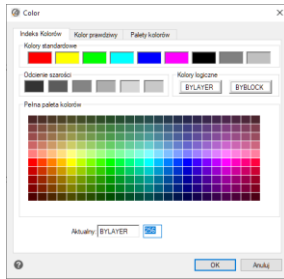 Color
Indeks Kolorów Kolor prawdziwy Palety kolorów
Kolory standardowe
Odcienie szarości Kolory logiczne
BYLAYER BYBLOCK
Pełna paleta kolorów
Aktualny: BYLAYER 256
OK Anuluj